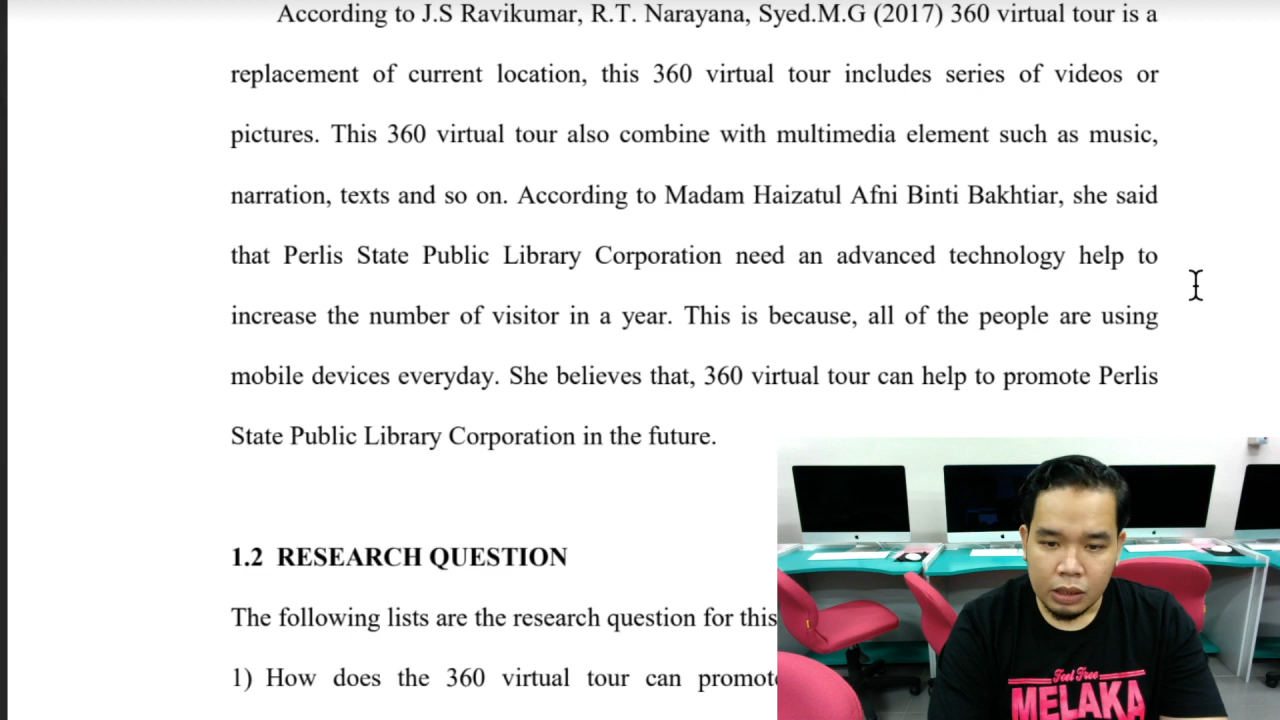 According to J.S Ravikumar, R.T. Narayana, Syed.M.G (2017) 360 virtual tour is a
replacement of current location, this 360 virtual tour includes series of videos or
pictures. This 360 virtual tour also combine with multimedia element such as music,
narration, texts and so on. According to Madam Haizatul Afni Binti Bakhtiar, she said
that Perlis State Public Library Corporation need an advanced technology help to
increase the number of visitor in a year. This is because, all of the people are using
mobile devices everyday. She believes that, 360 virtual tour can help to promote Perlis
State Public Library Corporation in the future.
1.2 RESEARCH QUESTION
The following lists are the research question for this
1) How does the 360 virtual tour can promote
Feel Free
MELAKA